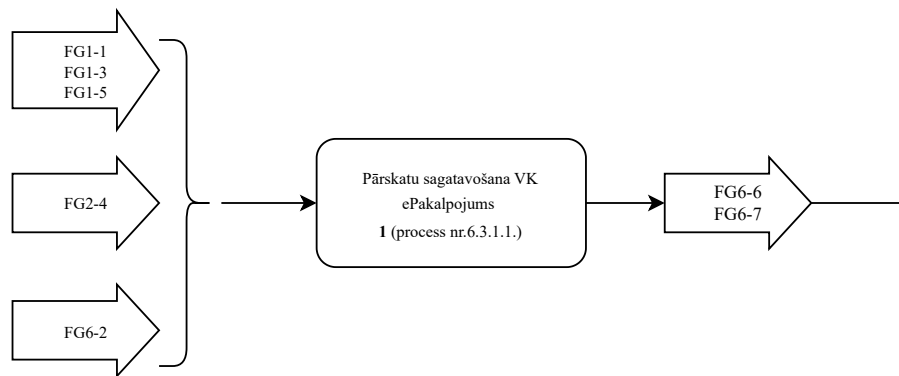 FG1-1
FG1-3
FG1-5
FG2-4
FG6-2
Pārskatu sagatavošana VK
ePakalpojums
1 (process nr.6.3.1.1.)
FG6-6
FG6-7